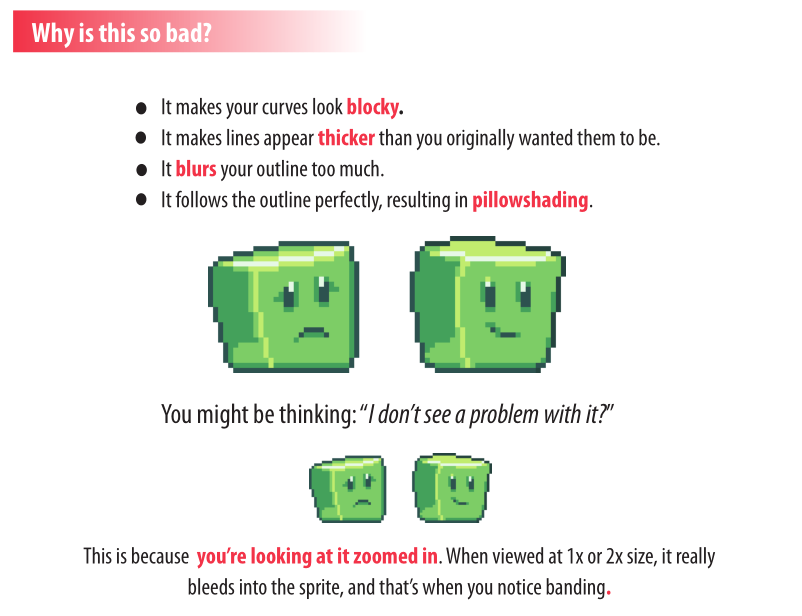 Why is this so bad?
● It makes your curves look blocky.
● It makes lines appear thicker than you originally wanted them to be.
● It blurs your outline too much.
● It follows the outline perfectly, resulting in pillowshading.
You might be thinking: “I don’t see a problem with it?”
This is because you’re looking at it zoomed in. When viewed at 1x or 2x size, it really
bleeds into the sprite, and that’s when you notice banding.